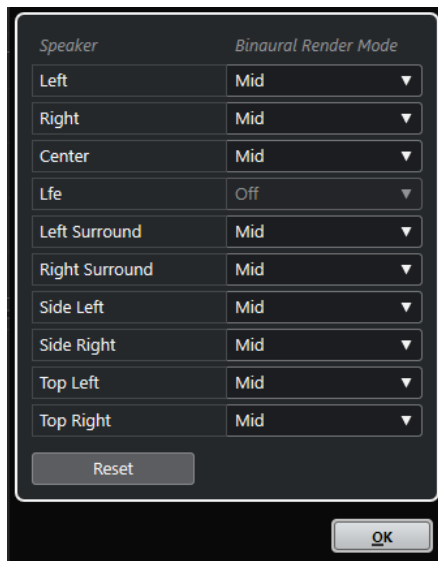 Speaker Binaural Render Mode
Left Mid
Right Mid
Center Mid
Lfe Off
Left Surround Mid
Right Surround Mid
Side Left Mid
Side Right Mid
Top Left Mid
Top Right Mid
Reset
OK